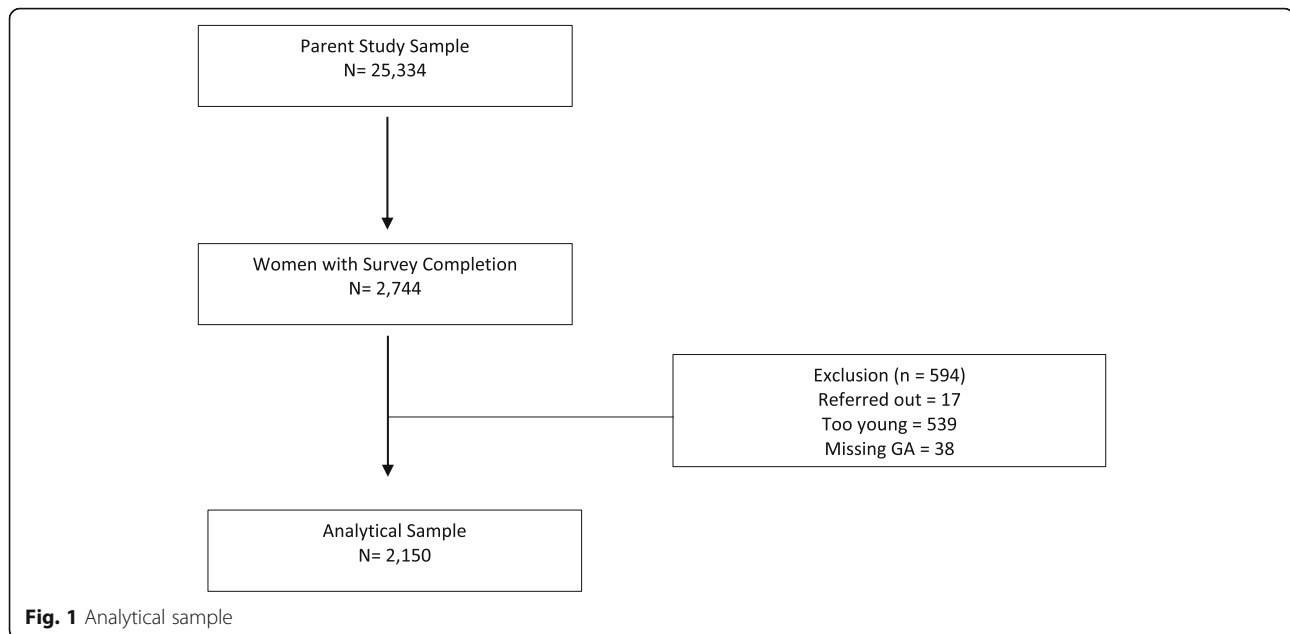 Parent Study Sample
N= 25,334
Women with Survey Completion
N= 2,744
Exclusion (n = 594)
Referred out = 17
Too young = 539
Missing GA = 38
Analytical Sample
N= 2,150
Fig. 1 Analytical sample